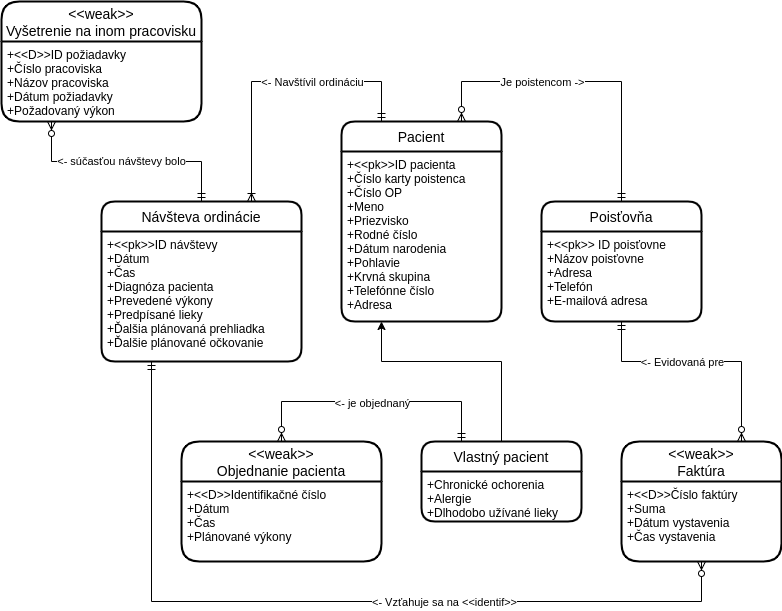 <<weak>>
Vyšetrenie na inom pracovisku
+<<D>>ID požiadavky
+Číslo pracoviska
+Názov pracoviska
+Dátum požiadavky
+Požadovaný výkon
<- súčasťou návštevy bolo
<- Navštívil ordináciu
Je poistencom ->
Pacient
+<<pk>>ID pacienta
+Číslo karty poistenca
+Číslo OP
+Meno
+Priezvisko
+Rodné číslo
+Dátum narodenia
+Pohlavie
+Krvná skupina
+Telefónne číslo
+Adresa
Návšteva ordinácie
+<<pk>>ID návštevy
+Dátum
+Čas
+Diagnóza pacienta
+Prevedené výkony
+Predpísané lieky
+Ďalšia plánovaná prehliadka
+Ďalšie plánované očkovanie
Poisťovňa
+<<pk>> ID poisťovne
+Názov poisťovne
+Adresa
+Telefón
+E-mailová adresa
<- Evidovaná pre
<- je objednaný
<<weak>>
Objednanie pacienta
+<<D>>Identifikačné číslo
+Dátum
+Čas
+Plánované výkony
Vlastný pacient
+Chronické ochorenia
+Alergie
+Dlhodobo užívané lieky
<<weak>>
Faktúra
+<<D>>Číslo faktúry
+Suma
+Dátum vystavenia
+Čas vystavenia
<- Vzťahuje sa na <<identif>>